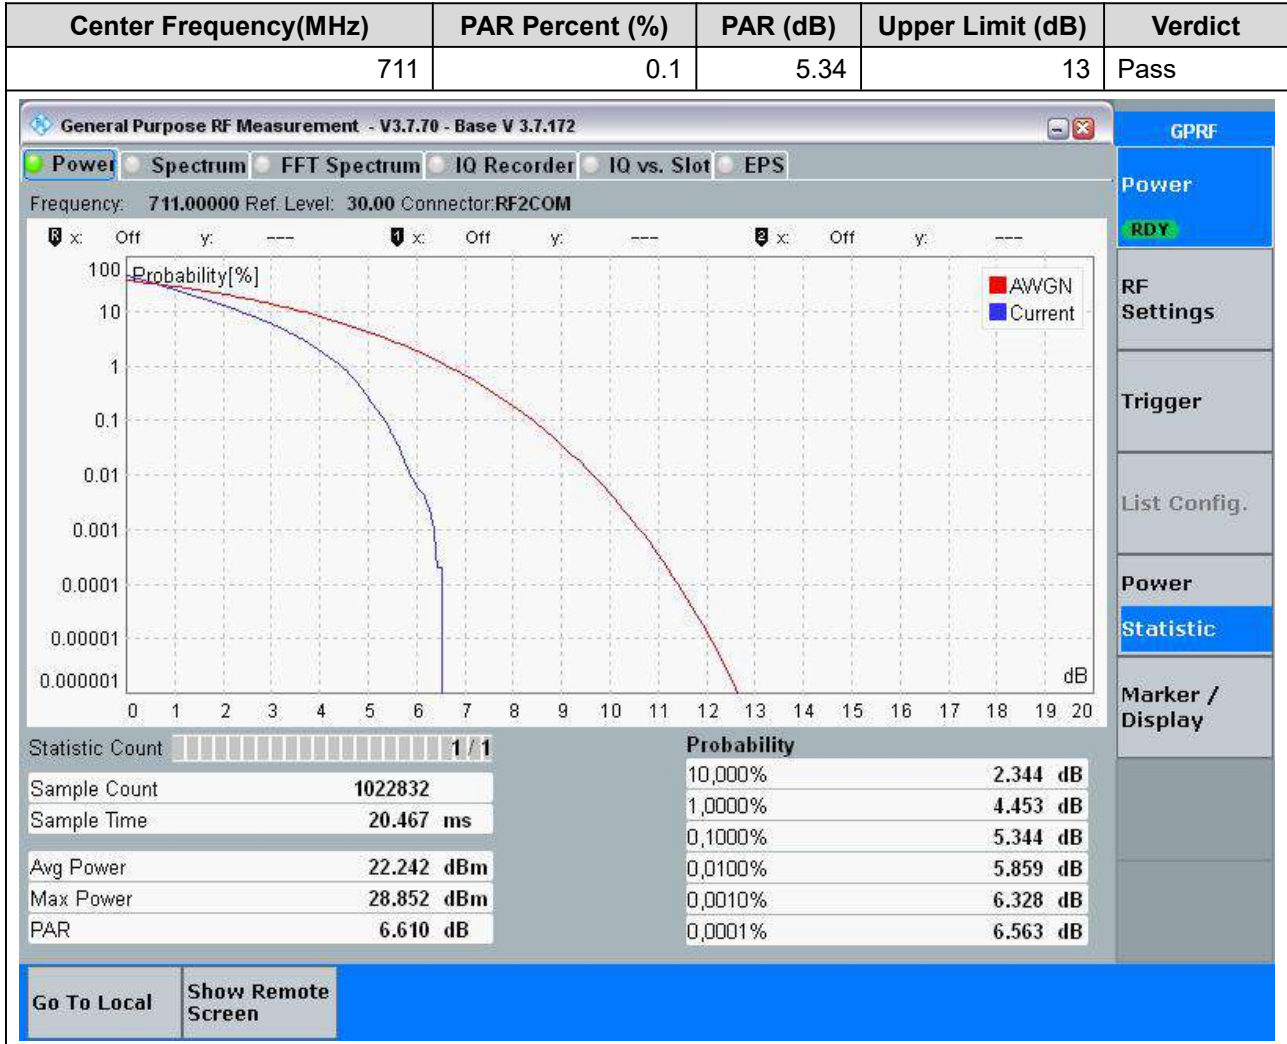 Center Frequency(MHz) PAR Percent (%) PAR (dB) Upper Limit (dB) Verdict
711 0.1 5.34 13 Pass
General Purpose RF Measurement - V3.7.70 - Base V 3.7.172
GPRF
Power Spectrum FFT Spectrum IQ Recorder IQ vs. Slot EPS
Frequency: 711.00000 Ref. Level: 30.00 Connector:RF2COM
R x: Off y: --- 1 x: Off y: --- 2 x: Off y: ---
Probability[%]
AWGN
Current
100
10
1
0.1
0.01
0.001
0.0001
0.00001
0.000001
dB
0 1 2 3 4 5 6 7 8 9 10 11 12 13 14 15 16 17 18 19 20
Statistic Count 1 / 1
Sample Count 1022832
Sample Time 20.467 ms
Avg Power 22.242 dBm
Max Power 28.852 dBm
PAR 6.610 dB
Probability
10,000% 2.344 dB
1,0000% 4.453 dB
0,1000% 5.344 dB
0,0100% 5.859 dB
0,0010% 6.328 dB
0,0001% 6.563 dB
Power
RDY
RF
Settings
Trigger
List Config.
Power
Statistic
Marker /
Display
Go To Local
Show Remote
Screen